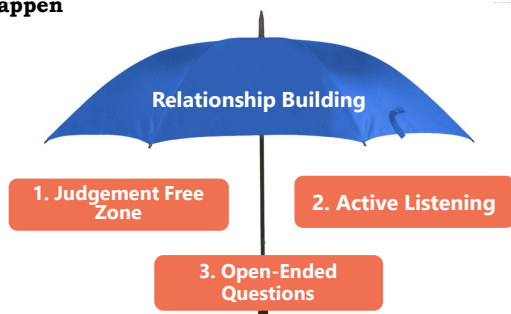 appen
Relationship Building
1. Judgement Free
Zone
2. Active Listening
3. Open-Ended
Questions